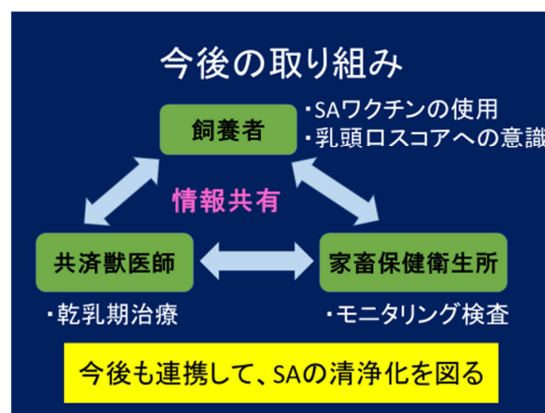 今後の取り組み
飼養者
・SAワクチンの使用
・乳頭口スコアへの意識
情報共有
共済獣医師
家畜保健衛生所
・乾乳期治療
・モニタリング検査
今後も連携して、SAの清浄化を図る